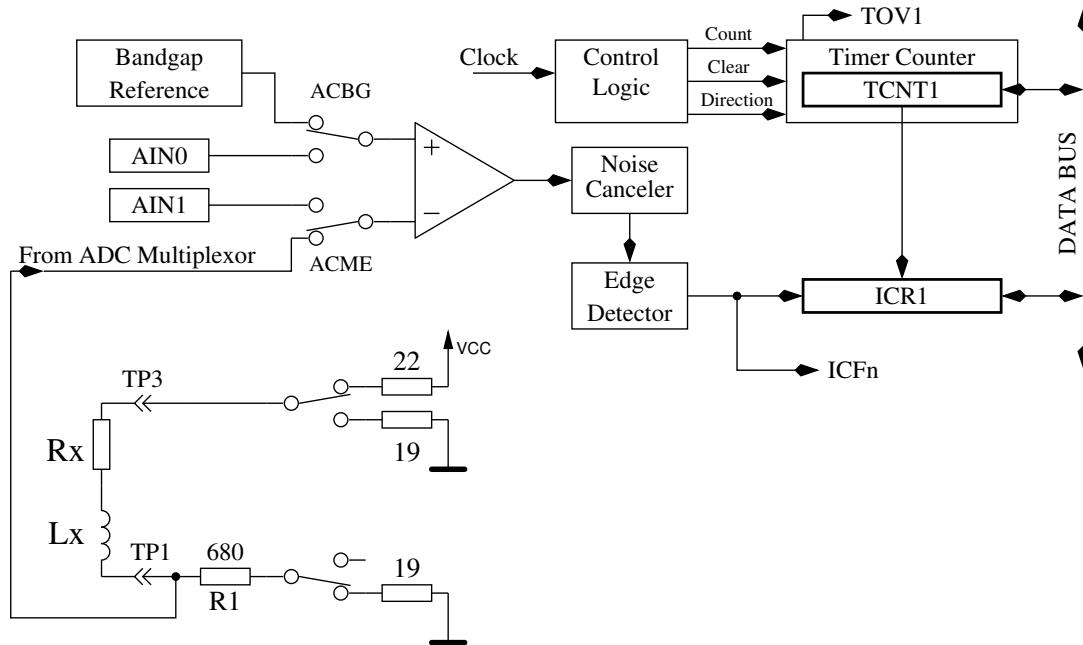 TOV1
Bandgap
Reference
ACBG
Clock
Control
Logic
Count
Clear
Direction
Timer Counter
TCNT1
AIN0
AIN1
+
−
Noise
Canceler
DATA BUS
From ADC Multiplexor
ACME
Edge
Detector
ICR1
ICFn
VCC
22
TP3
19
Rx
Lx
TP1
680
R1
19